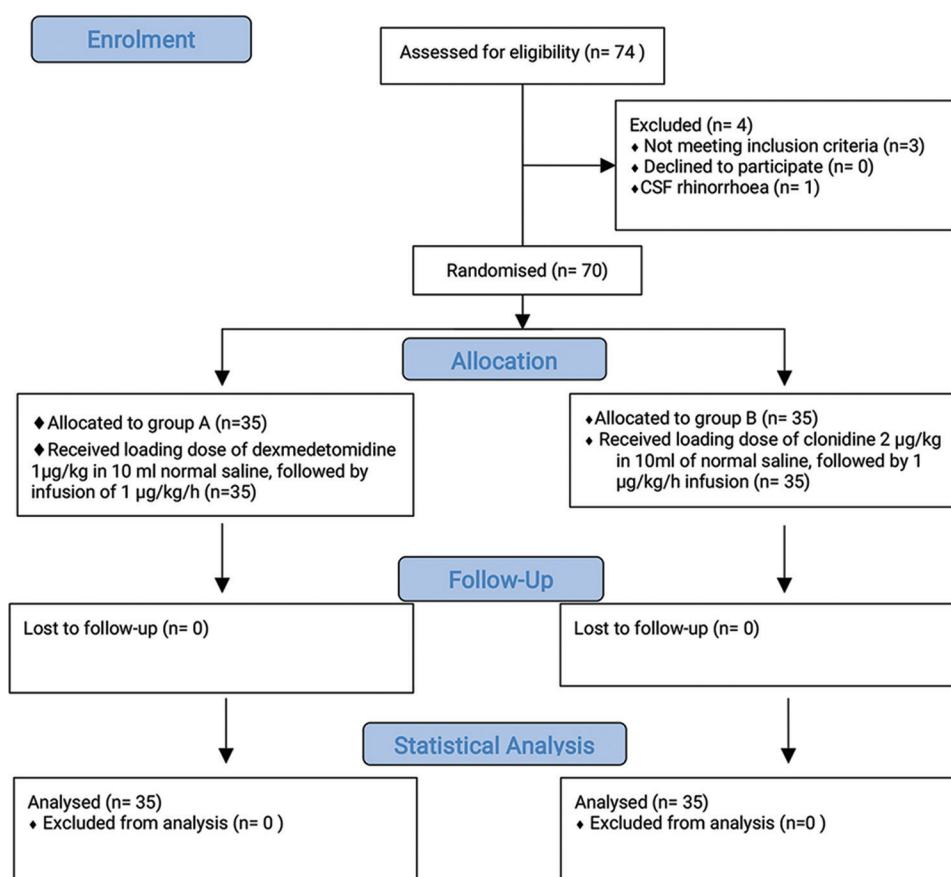 Enrolment
Assessed for eligibility (n= 74 )
Excluded (n= 4)
♦ Not meeting inclusion criteria (n=3)
♦ Declined to participate (n= 0)
♦CSF rhinorrhoea (n= 1)
Randomised (n= 70)
Allocation
♦Allocated to group A (n=35)
♦Received loading dose of dexmedetomidine
1µg/kg in 10 ml normal saline, followed by
infusion of 1 µg/kg/h (n=35)
♦Allocated to group B (n= 35)
♦ Received loading dose of clonidine 2 µg/kg
in 10ml of normal saline, followed by 1
µg/kg/h infusion (n= 35)
Follow-Up
Lost to follow-up (n= 0)
Lost to follow-up (n= 0)
Statistical Analysis
Analysed (n= 35)
♦ Excluded from analysis (n= 0 )
Analysed (n= 35)
♦ Excluded from analysis (n=0 )